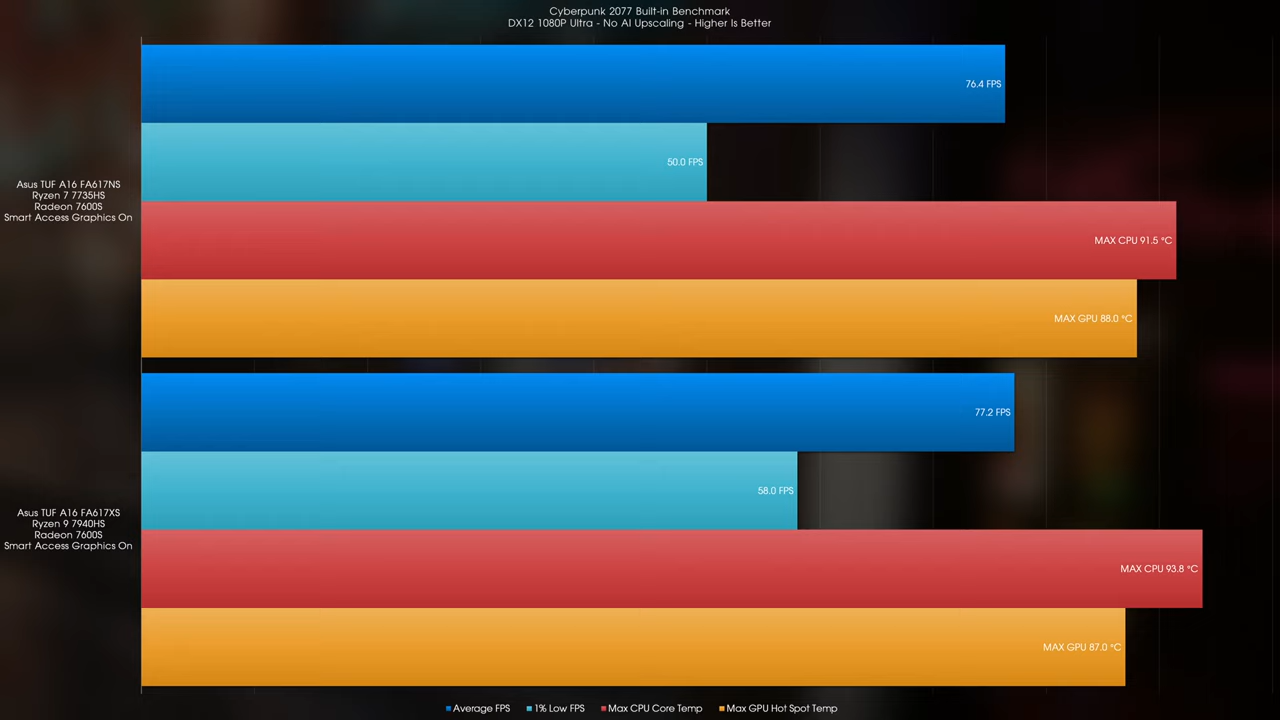 Cyberpunk 2077 Built-in Benchmark
DX12 1080P Ultra - No AI Upscaling - Higher Is Better
Asus TUF A16 FA617NS
Ryzen 7 7735HS
Radeon 7600S
Smart Access Graphics On
76.4 FPS
50.0 FPS
MAX CPU 91.5 °C
MAX GPU 88.0 °C
Asus TUF A16 FA617XS
Ryzen 9 7940HS
Radeon 7600S
Smart Access Graphics On
77.2 FPS
58.0 FPS
MAX CPU 93.8 °C
MAX GPU 87.0 °C
Average FPS 1% Low FPS Max CPU Core Temp Max GPU Hot Spot Temp